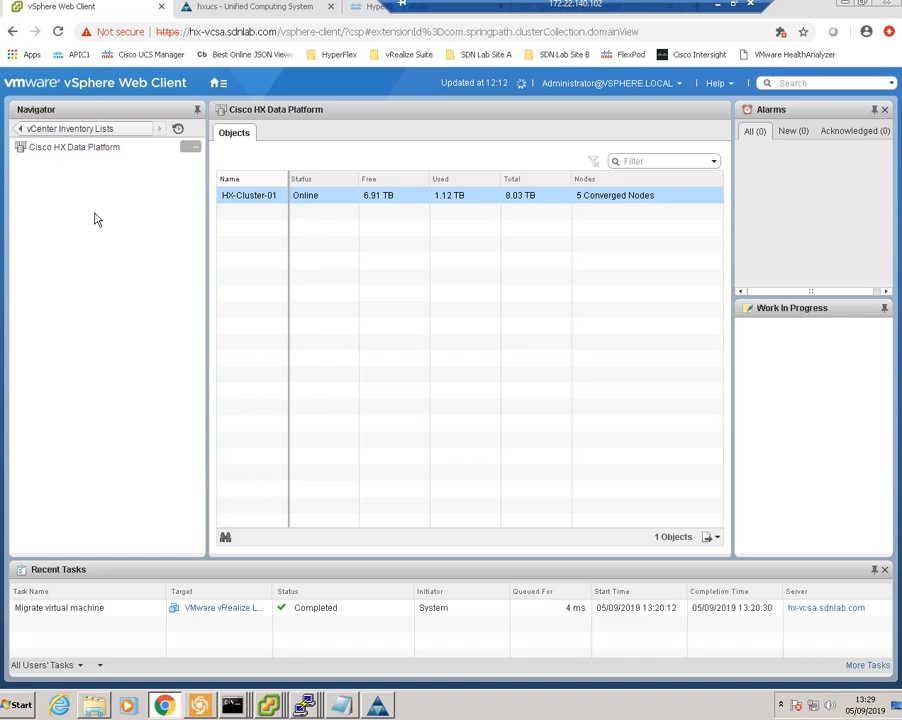 vSphere Web Client
hxucs - Unified Computing System
172.22.140.102
Not secure
https://hx-vcsa.sdnlab.com/vsphere-client/?csp#extensionId%3Dcom.springpath.clusterCollection.domainView
Apps
APIC1
Cisco UCS Manager
Best Online JSON View
HyperFlex
vRealize Suite
SDN Lab Site A
SDN Lab Site B
FlexPod
Cisco Intersight
VMware HealthAnalyzer
vmware® vSphere Web Client
Updated at 12:12
Administrator@VSPHERE.LOCAL
Help
Search
Navigator
vCenter Inventory Lists
Cisco HX Data Platform
Cisco HX Data Platform
Objects
Filter
Name Status Free Used Total Nodes
HX-Cluster-01 Online 6.91 TB 1.12 TB 8.03 TB 5 Converged Nodes
1 Objects
Alarms
All (0) New (0) Acknowledged (0)
Work In Progress
Recent Tasks
Task Name Target Status Initiator Queued For Start Time Completion Time Server
Migrate virtual machine VMware vRealize L... Completed System 4 ms 05/09/2019 13:20:12 05/09/2019 13:20:30 hx-vcsa.sdnlab.com
All Users' Tasks
More Tasks
Start
13:29
05/09/2019